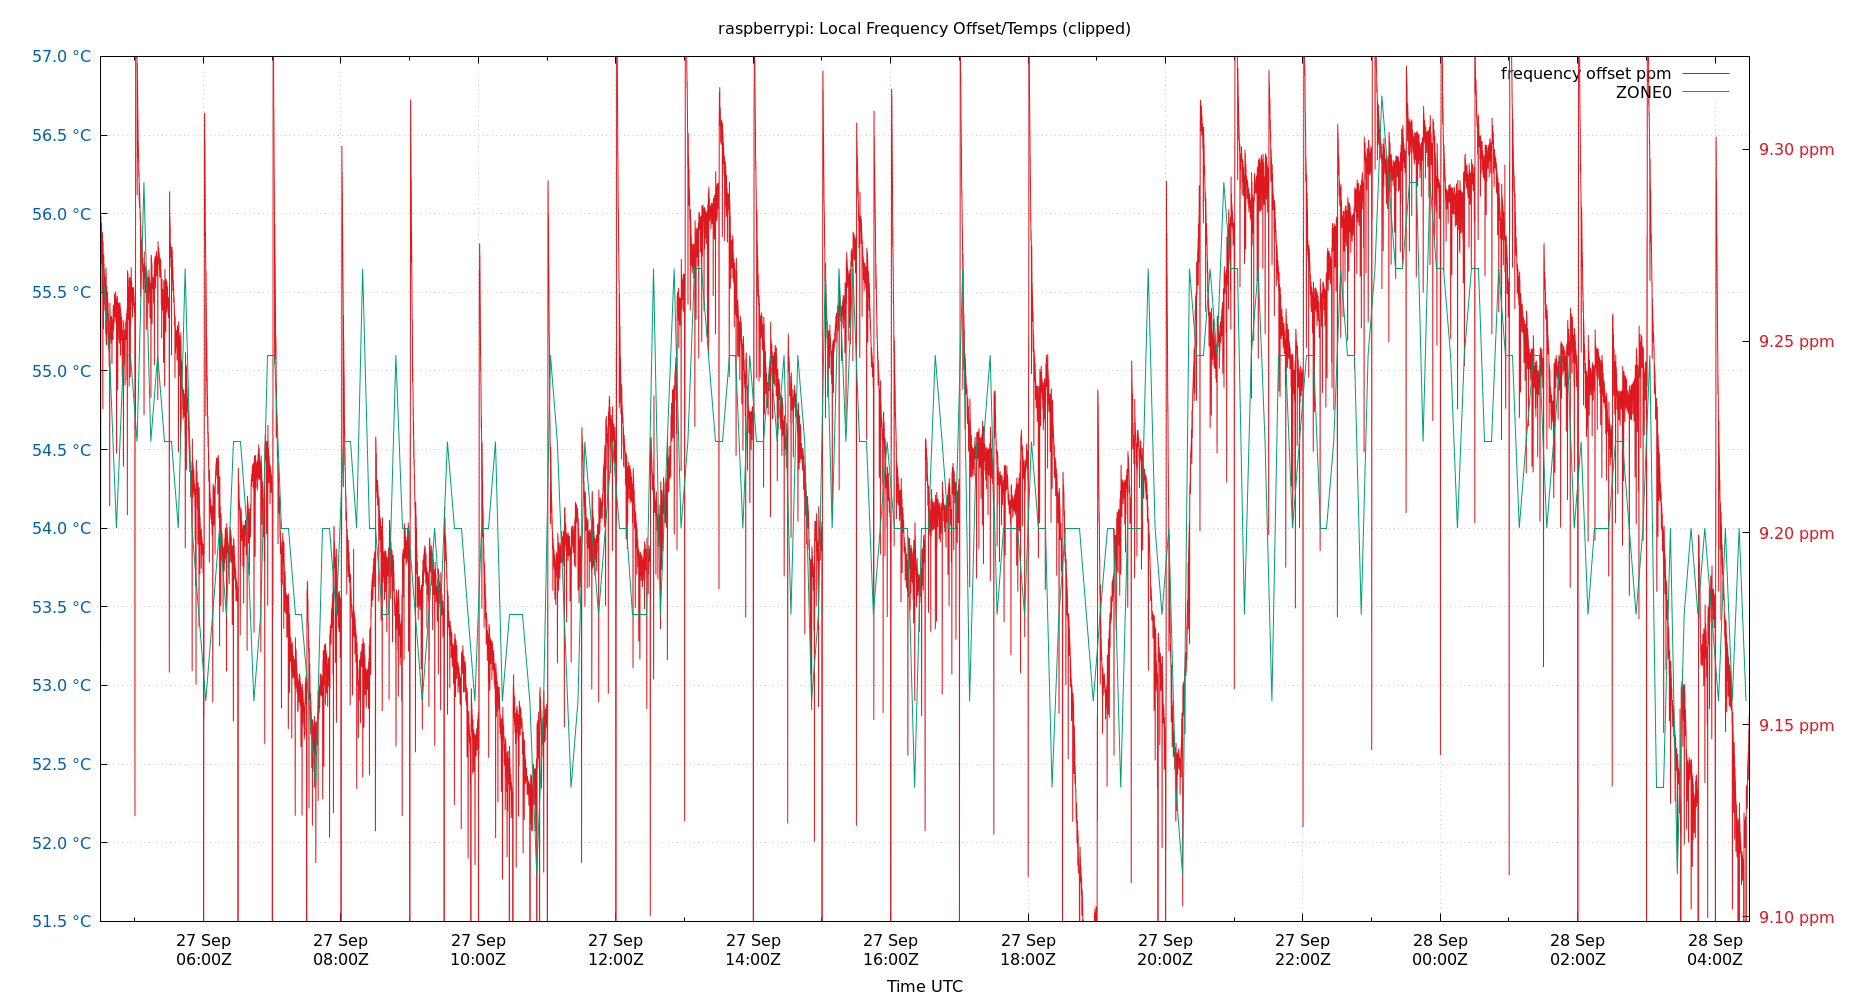 raspberrypi: Local Frequency Offset/Temps (clipped)
57.0 °C
56.5 °C
56.0 °C
55.5 °C
55.0 °C
54.5 °C
54.0 °C
53.5 °C
53.0 °C
52.5 °C
52.0 °C
51.5 °C
frequency offset ppm
ZONE0
9.30 ppm
9.25 ppm
9.20 ppm
9.15 ppm
9.10 ppm
27 Sep 27 Sep 27 Sep 27 Sep 27 Sep 27 Sep 27 Sep 27 Sep 27 Sep 28 Sep 28 Sep 28 Sep
06:00Z 08:00Z 10:00Z 12:00Z 14:00Z 16:00Z 18:00Z 20:00Z 22:00Z 00:00Z 02:00Z 04:00Z
Time UTC